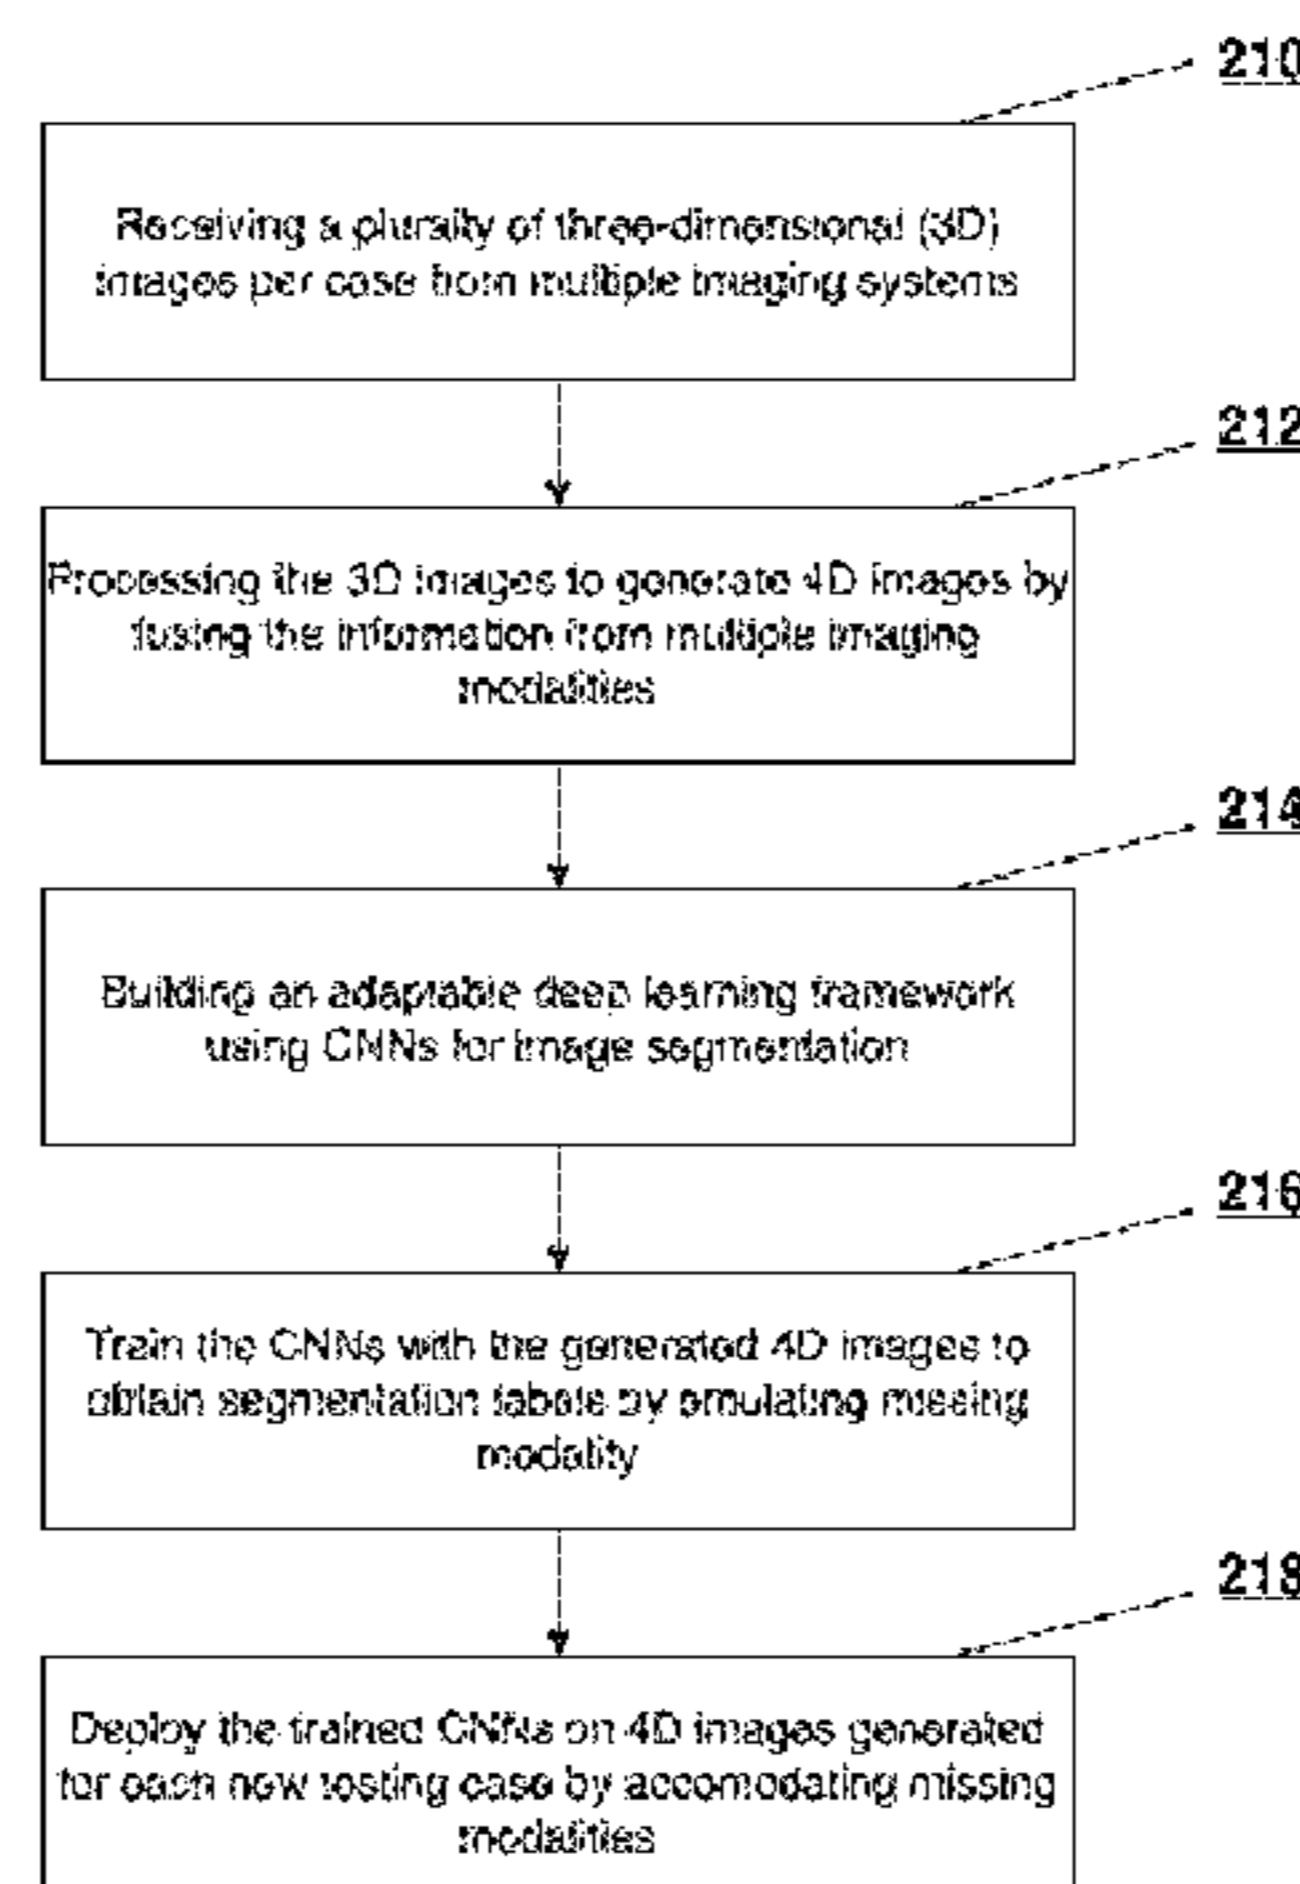 210
Receiving a plurality of three-dimensional (3D)
images per case from multiple imaging systems
212
Processing the 3D images to generate 4D images by
fusing the information from multiple imaging
modalities
214
Building an adaptable deep learning framework
using CNNs for image segmentation
216
Train the CNNs with the generated 4D images to
obtain segmentation labels by emulating missing
modality
218
Deploy the trained CNNs on 4D images generated
for each new testing case by accomodating missing
modalities